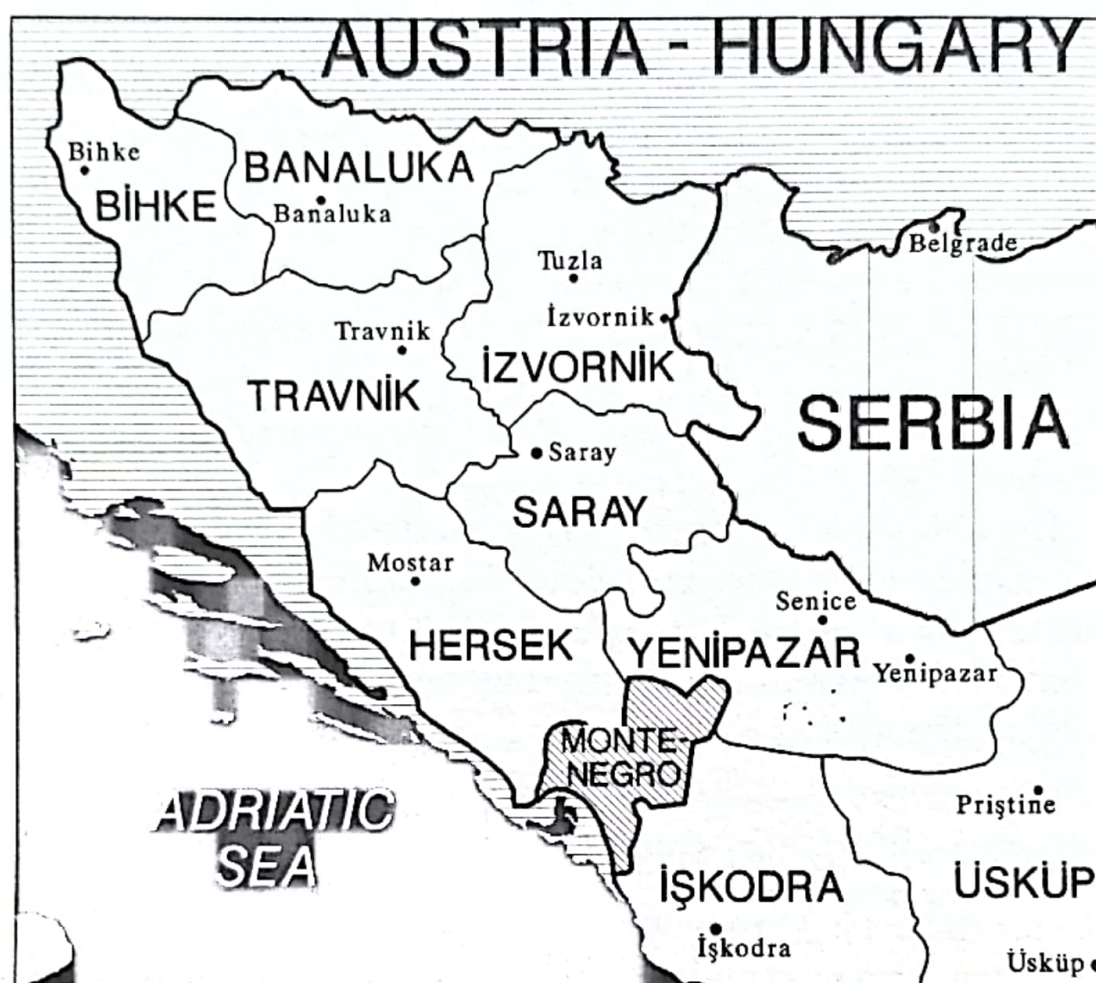 AUSTRIA - HUNGARY
Bihke
BİHKE
BANALUKA
Banaluka
Belgrade
Tuzla
İzvornik
İZVORNİK
Travnik
TRAVNİK
SERBIA
Saray
SARAY
Mostar
HERSEK
Senice
YENİPAZAR
Yenipazar
MONTE-
NEGRO
ADRIATIC
SEA
Priştine
İŞKODRA
İşkodra
ÜSKÜP
Üsküp